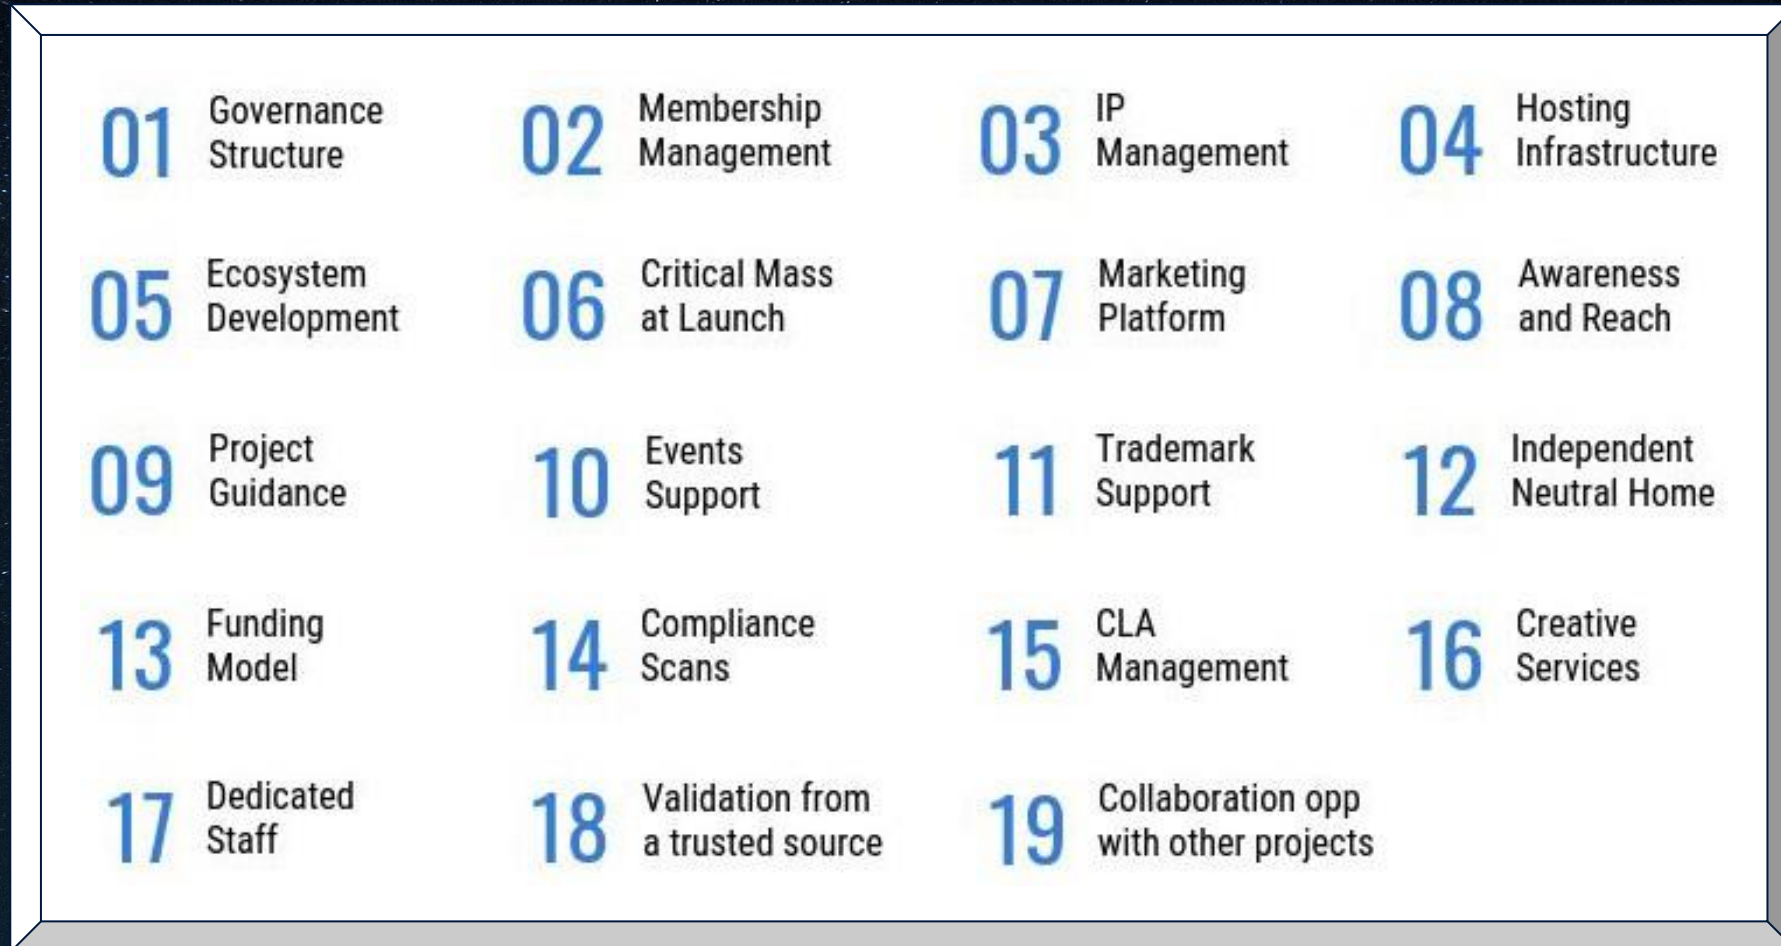 01 Governance
Structure
02 Membership
Management
03 IP
Management
04 Hosting
Infrastructure
05 Ecosystem
Development
06 Critical Mass
at Launch
07 Marketing
Platform
08 Awareness
and Reach
09 Project
Guidance
10 Events
Support
11 Trademark
Support
12 Independent
Neutral Home
13 Funding
Model
14 Compliance
Scans
15 CLA
Management
16 Creative
Services
17 Dedicated
Staff
18 Validation from
a trusted source
19 Collaboration opp
with other projects